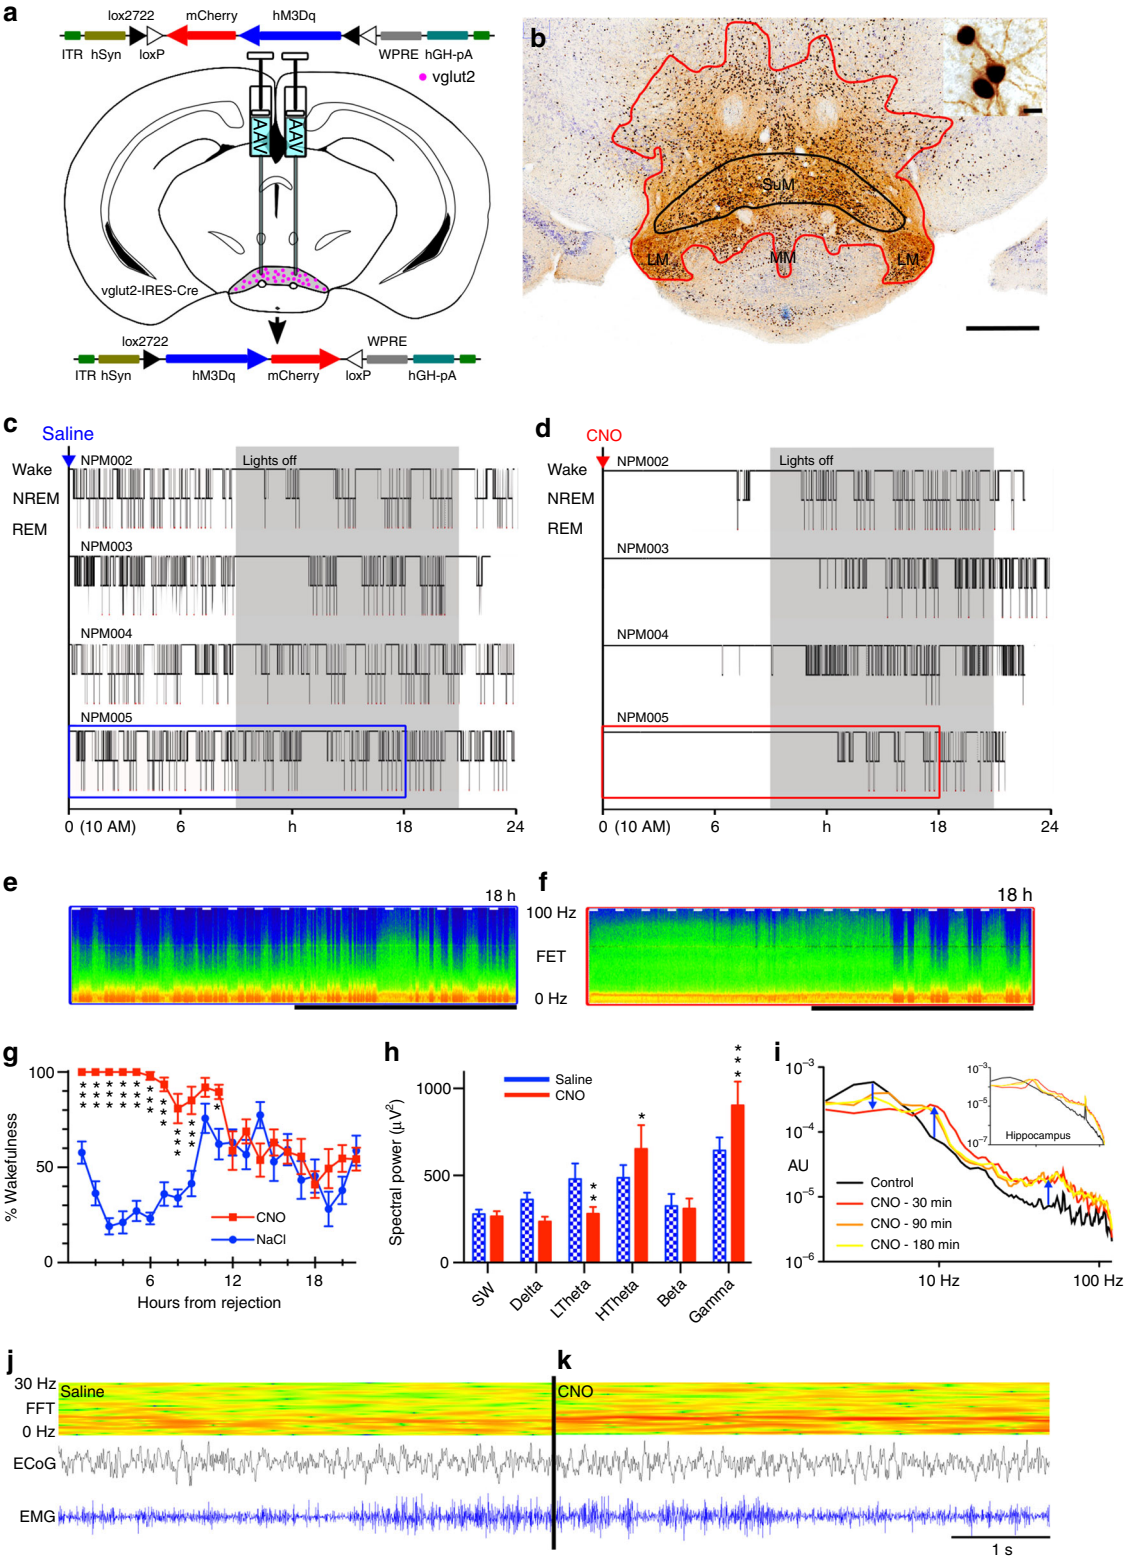 a
lox2722 mCherry hM3Dq
ITR hSyn loxP WPRE hGH-pA
vglut2
AAV AAV
vglut2-IRES-Cre
lox2722 WPRE
ITR hSyn hM3Dq mCherry loxP hGH-pA
b
SuM
LM MM LM
c
Saline
NPM002 Lights off
Wake
NREM
REM
NPM003
NPM004
NPM005
0 (10 AM) 6 h 18 24
d
CNO
NPM002 Lights off
Wake
NREM
REM
NPM003
NPM004
NPM005
0 (10 AM) 6 h 18 24
e
18 h
f
18 h
100 Hz
FET
0 Hz
g
% Wakefulness
100
50
0
*** *** *** *** *** *** *** *** *** *
CNO
NaCl
6 12 18
Hours from rejection
h
Spectral power (μV2)
1000
500
0
Saline
CNO
** * ***
SW Delta LTheta HTheta Beta Gamma
i
10−3
10−4
AU
10−5
10−6
10−3
10−5
10−7
Hippocampus
Control
CNO - 30 min
CNO - 90 min
CNO - 180 min
10 Hz 100 Hz
j
k
30 Hz
FFT
0 Hz
Saline
CNO
ECoG
EMG
1 s